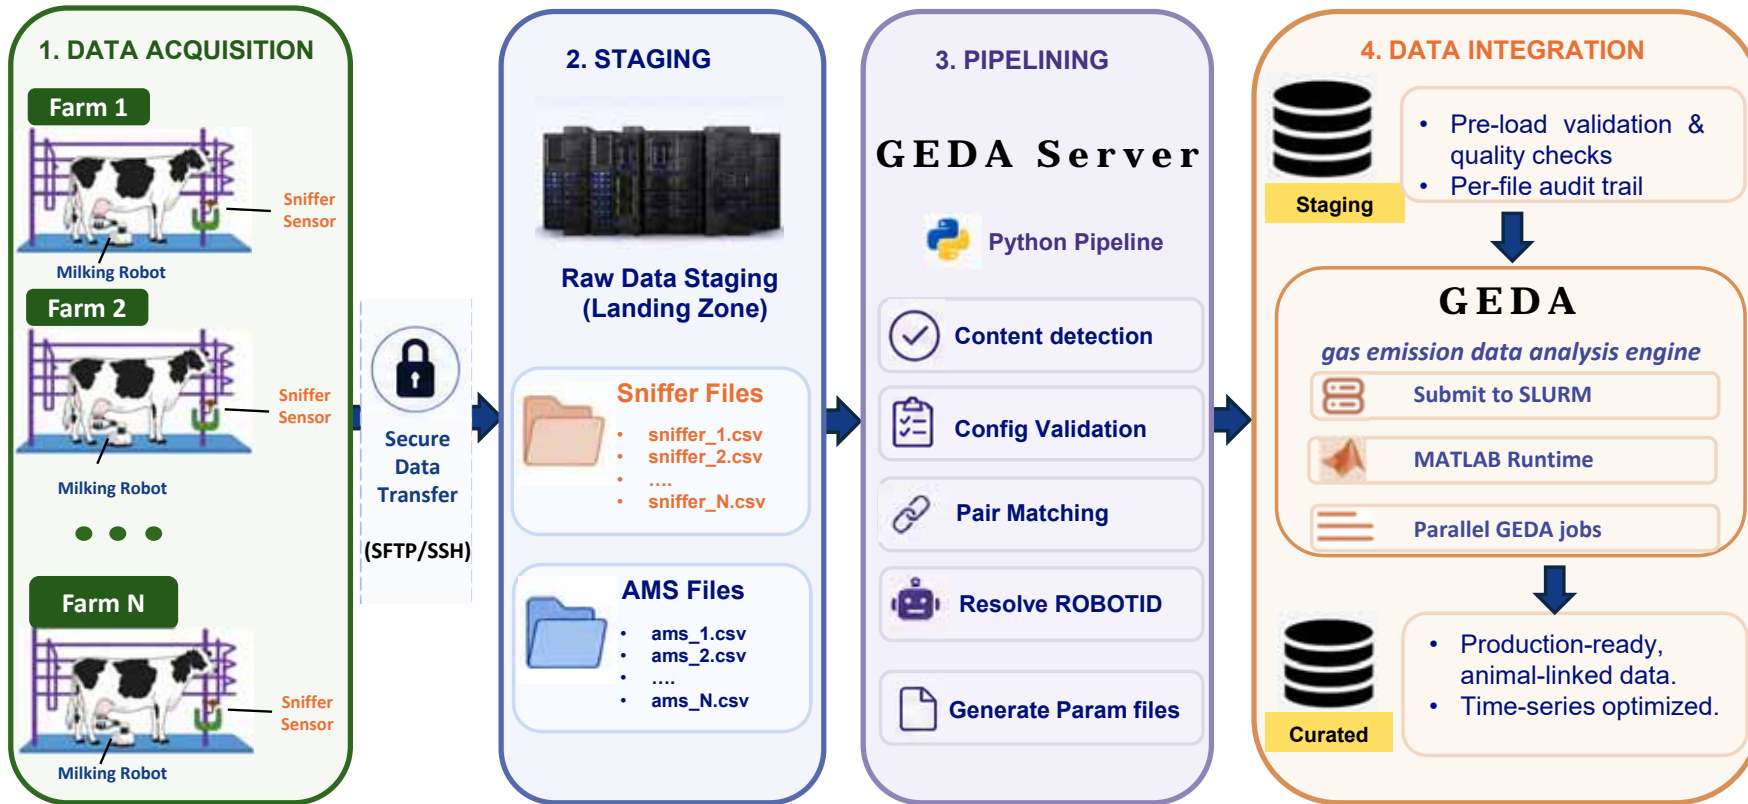 1. DATA ACQUISITION
Farm 1
Sniffer
Sensor
Milking Robot
Farm 2
Sniffer
Sensor
Milking Robot
Farm N
Sniffer
Sensor
Milking Robot
Secure
Data
Transfer
(SFTP/SSH)
2. STAGING
Raw Data Staging
(Landing Zone)
Sniffer Files
• sniffer_1.csv
• sniffer_2.csv
• ....
• sniffer_N.csv
AMS Files
• ams_1.csv
• ams_2.csv
• ....
• ams_N.csv
3. PIPELINING
GEDA Server
Python Pipeline
Content detection
Config Validation
Pair Matching
Resolve ROBOTID
Generate Param files
4. DATA INTEGRATION
Staging
• Pre-load validation &
quality checks
• Per-file audit trail
GEDA
gas emission data analysis engine
Submit to SLURM
MATLAB Runtime
Parallel GEDA jobs
Curated
• Production-ready,
animal-linked data.
• Time-series optimized.